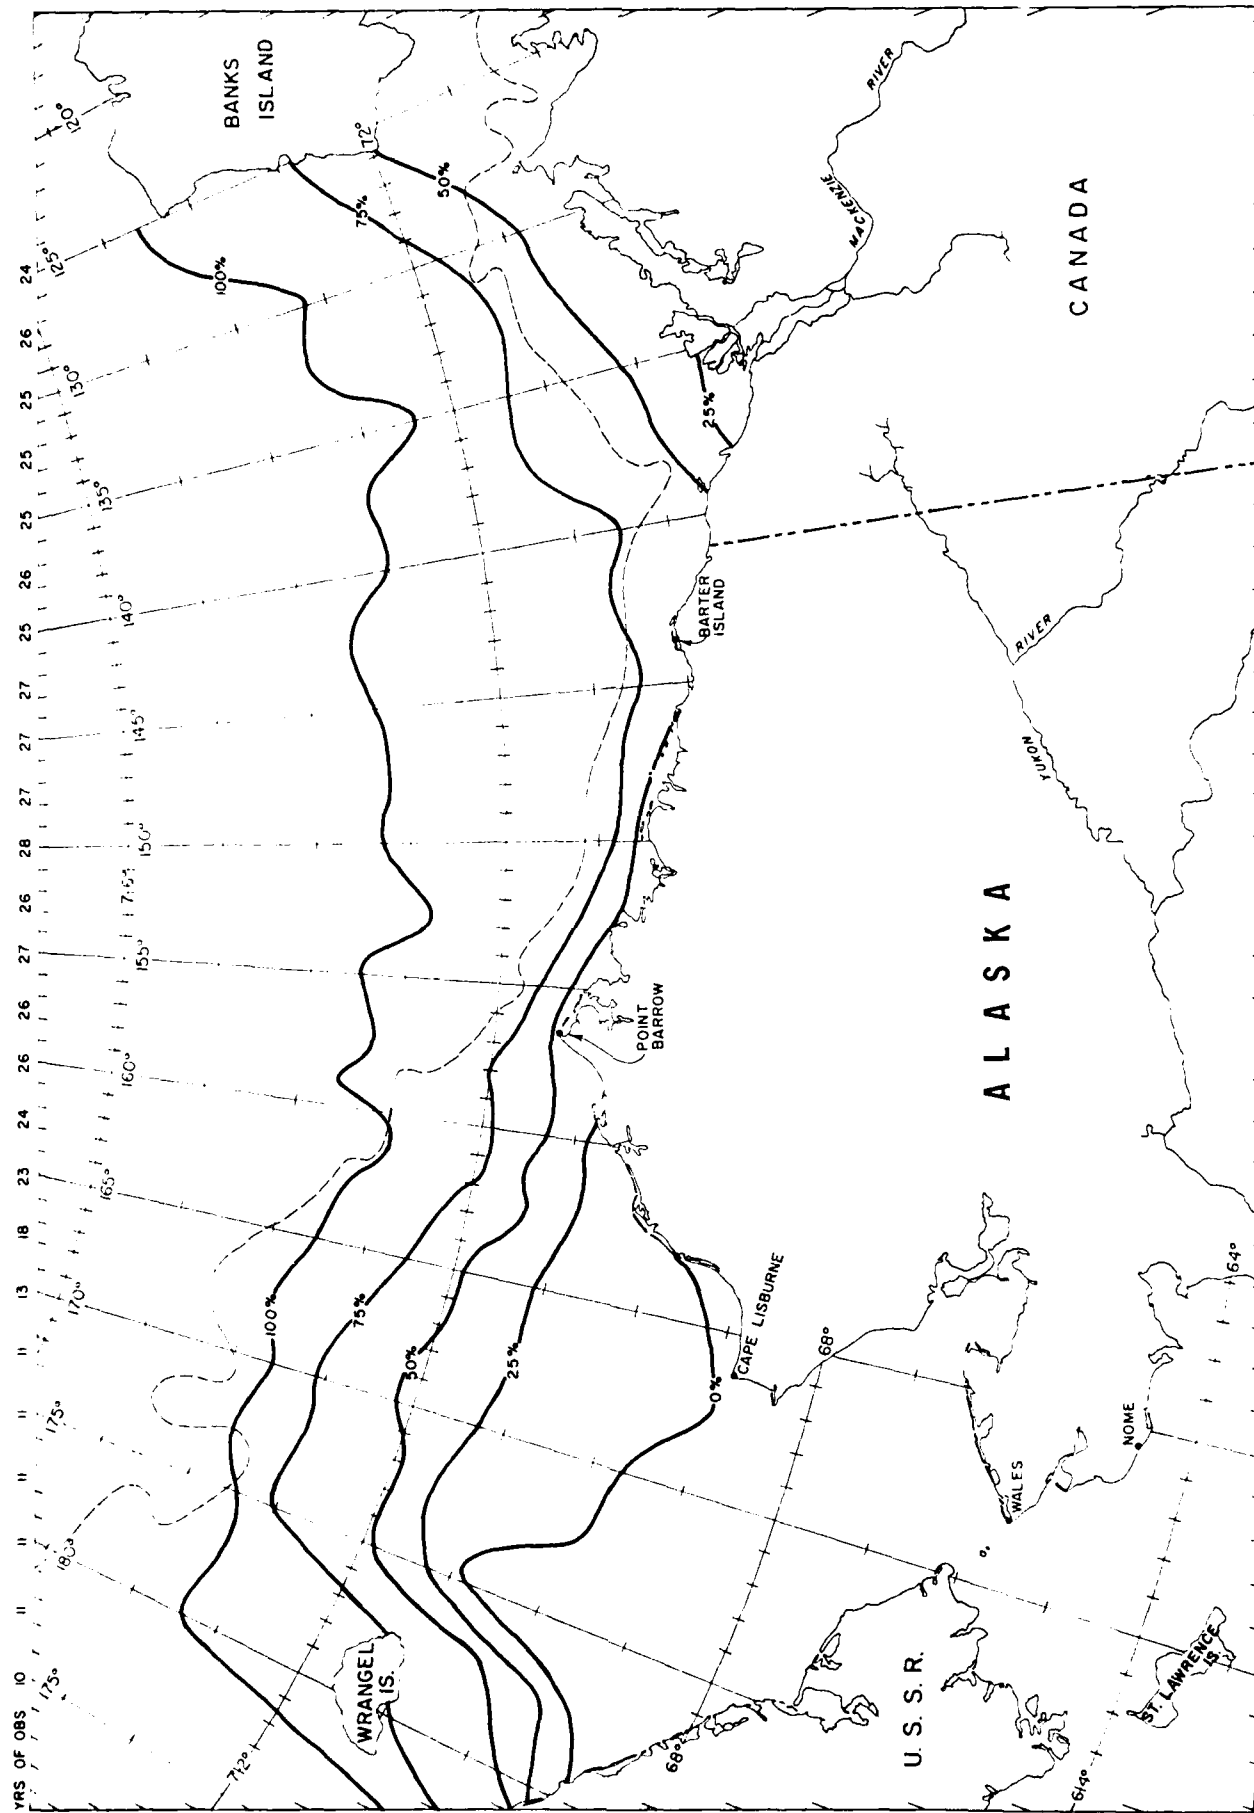 YRS OF OBS 10 11 11 11 11 13 18 23 24 26 26 27 26 28 27 27 27 25 26 25 25 25 26 24
175°
180°
175°
170°
165°
160°
155°
150°
145°
140°
135°
130°
125°
120°
BANKS
ISLAND
72°
100%
75%
50%
25%
MACKENZIE
RIVER
CANADA
BARTER
ISLAND
RIVER
YUKON
POINT
BARROW
ALASKA
100%
75%
50%
25%
0%
CAPE LISBURNE
68°
64°
NOME
WALES
WRANGEL
IS.
72°
68°
U.S.S.R.
ST. LAWRENCE
IS.
64°